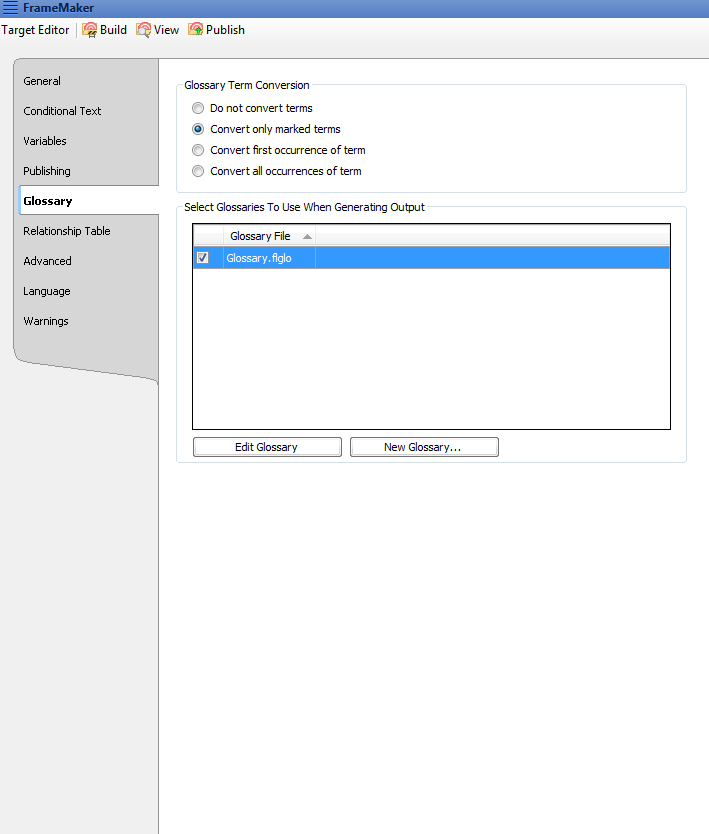 FrameMaker
Target Editor Build View Publish
General
Conditional Text
Variables
Publishing
Glossary
Relationship Table
Advanced
Language
Warnings
Glossary Term Conversion
Do not convert terms
Convert only marked terms
Convert first occurrence of term
Convert all occurrences of term
Select Glossaries To Use When Generating Output
Glossary File
Glossary.flglo
Edit Glossary New Glossary...